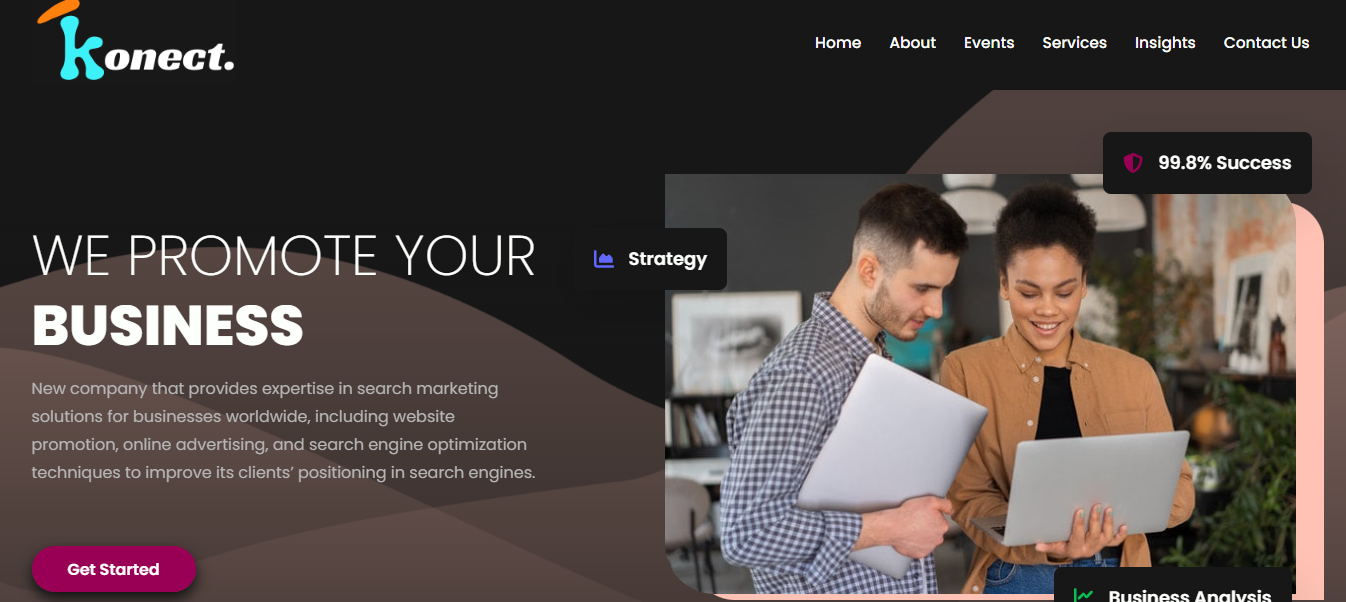 konect.
Home About Events Services Insights Contact Us
99.8% Success
WE PROMOTE YOUR
Strategy
BUSINESS
New company that provides expertise in search marketing
solutions for businesses worldwide, including website
promotion, online advertising, and search engine optimization
techniques to improve its clients’ positioning in search engines.
Get Started
Business Analysis